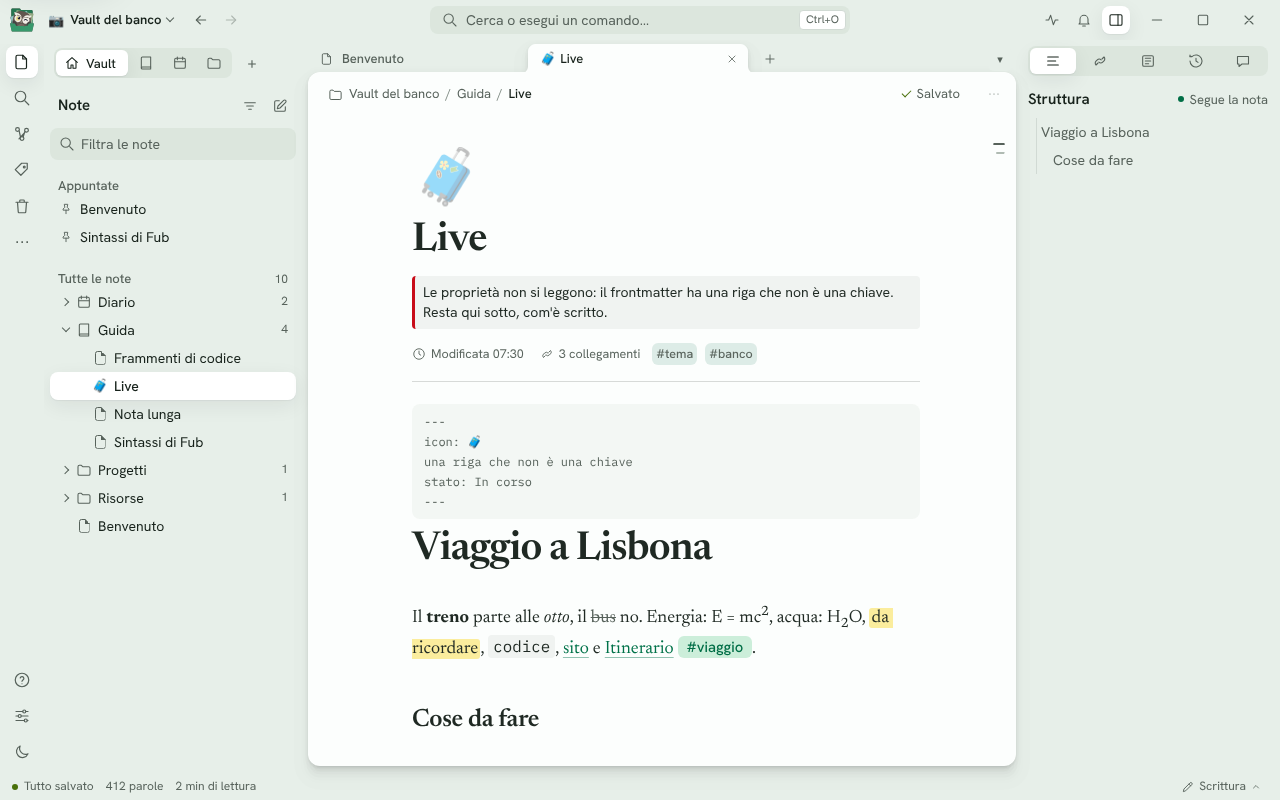 Vault del banco
Cerca o esegui un comando…
Ctrl+O
Vault
Benvenuto
Live
Note
Filtra le note
Appuntate
Benvenuto
Sintassi di Fub
Tutte le note 10
Diario 2
Guida 4
Frammenti di codice
Live
Nota lunga
Sintassi di Fub
Progetti 1
Risorse 1
Benvenuto
Vault del banco / Guida / Live
Salvato
Live
Le proprietà non si leggono: il frontmatter ha una riga che non è una chiave.
Resta qui sotto, com'è scritto.
Modificata 07:30 3 collegamenti #tema #banco
---
icon: 🧳
una riga che non è una chiave
stato: In corso
---
Viaggio a Lisbona
Il treno parte alle otto, il bus no. Energia: E = mc², acqua: H₂O, da
ricordare, codice, sito e Itinerario #viaggio.
Cose da fare
Struttura
Segue la nota
Viaggio a Lisbona
Cose da fare
Tutto salvato 412 parole 2 min di lettura
Scrittura